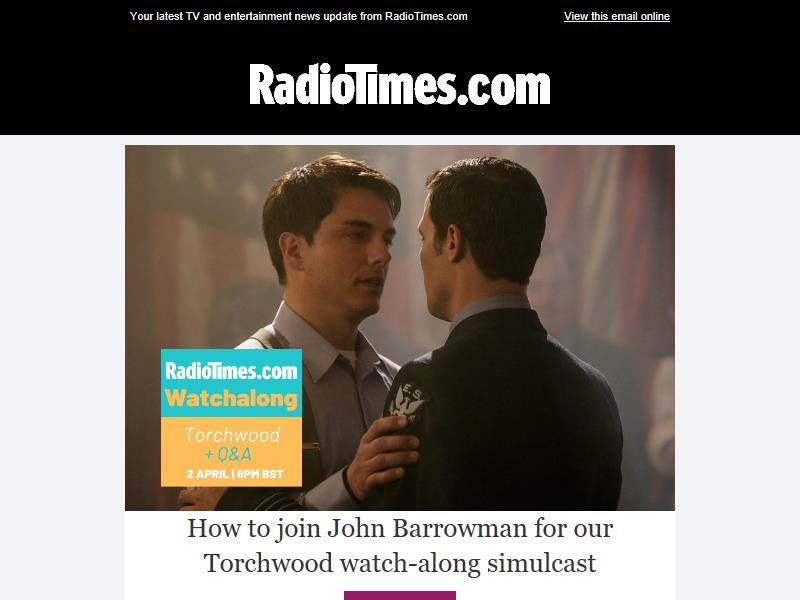 Your latest TV and entertainment news update from RadioTimes.com
View this email online
RadioTimes.com
RadioTimes.com
Watchalong
Torchwood
+ Q&A
2 APRIL | 8PM BST
E.S.
How to join John Barrowman for our
Torchwood watch-along simulcast